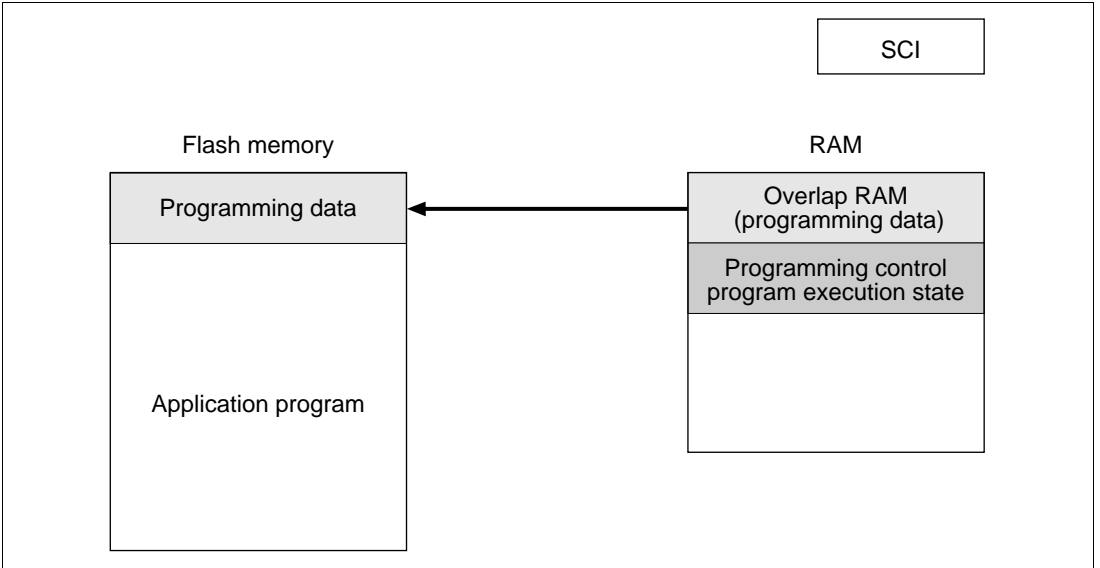 SCI
Flash memory
RAM
Programming data
Overlap RAM
(programming data)
Programming control
program execution state
Application program